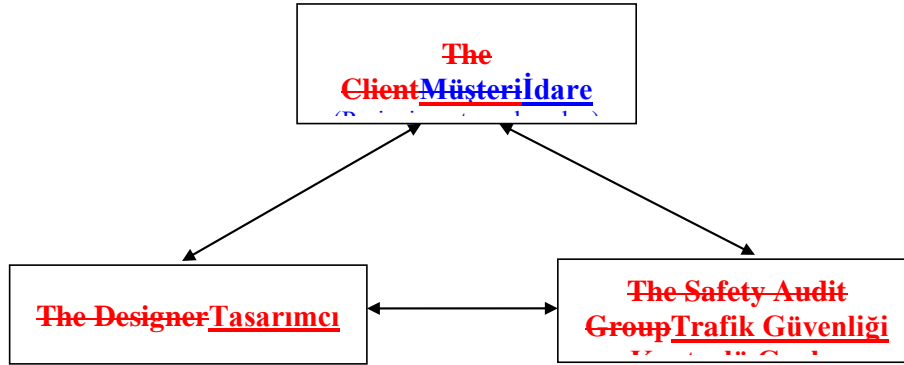 The
ClientMüşteriİdare
The DesignerTasarımcı
The Safety Audit
GroupTrafik Güvenliği